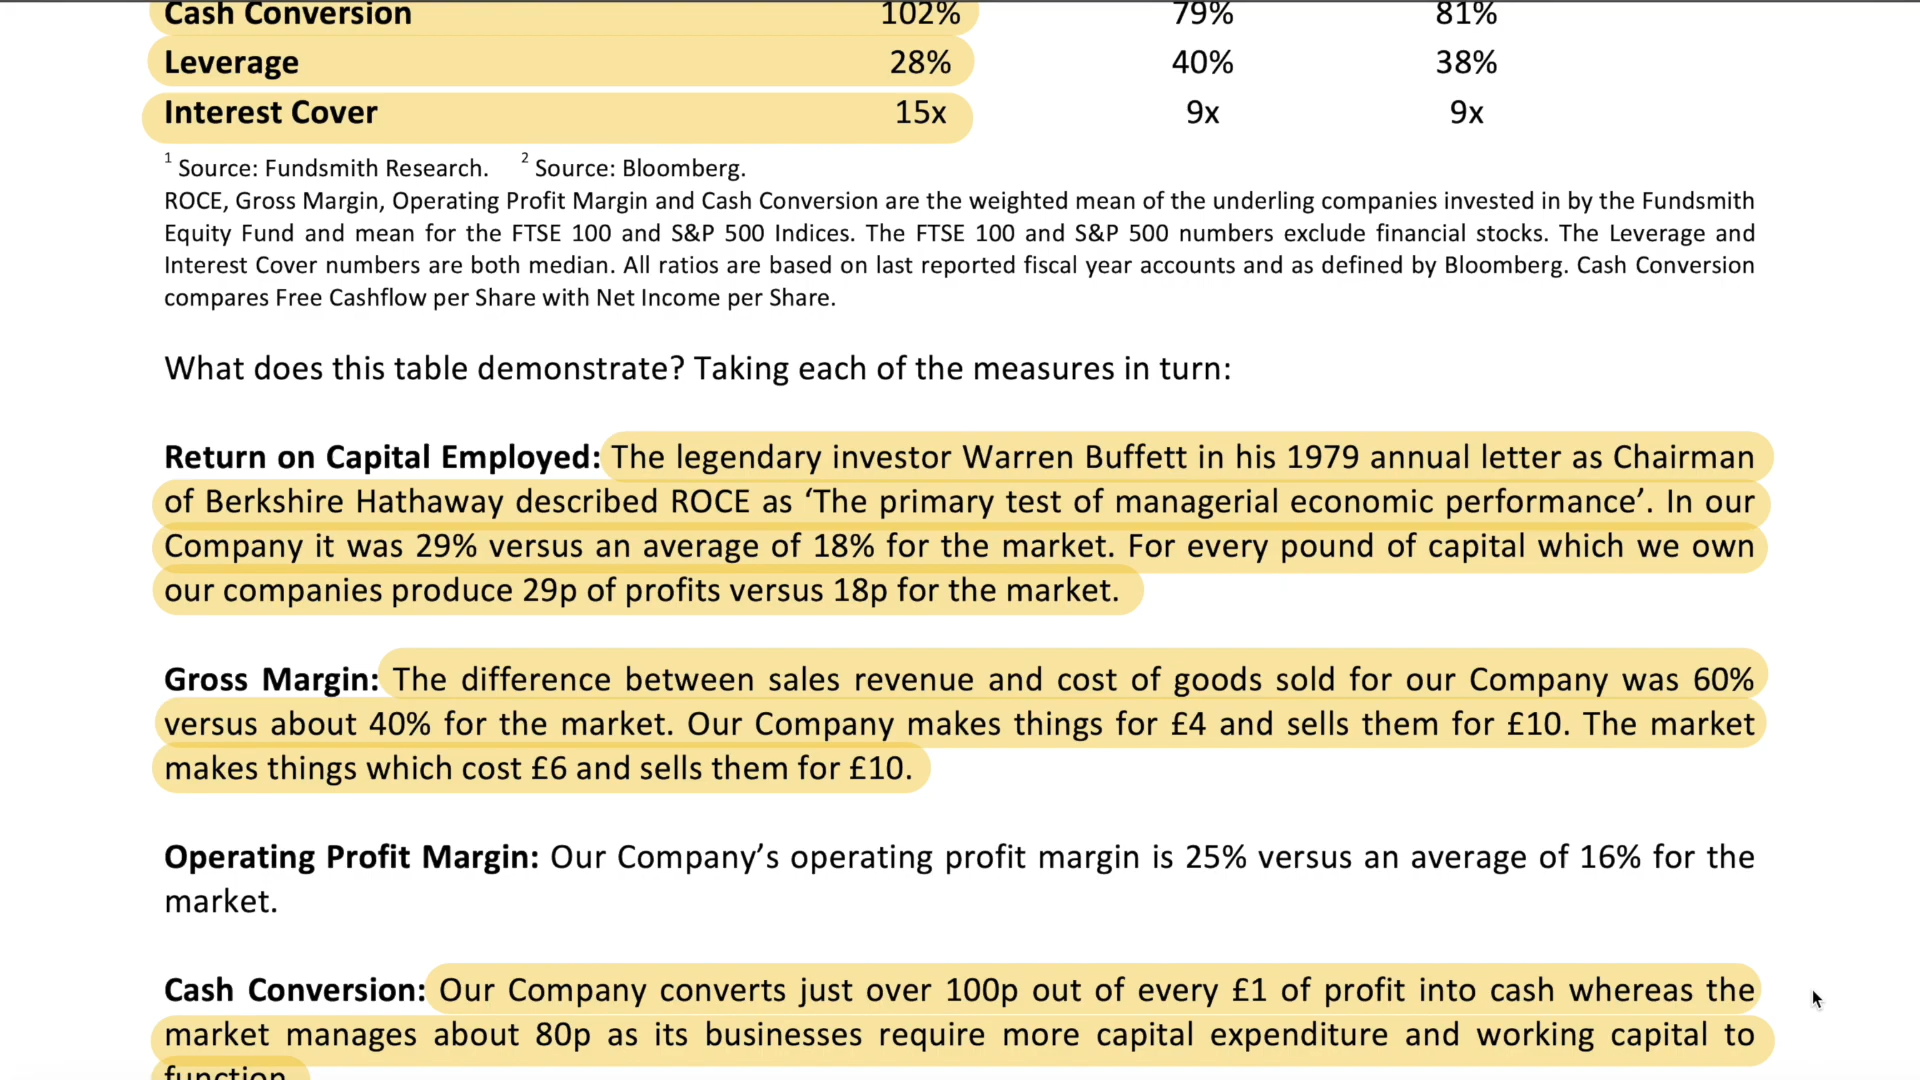 Cash Conversion 102% 79% 81%
Leverage 28% 40% 38%
Interest Cover 15x 9x 9x
1 Source: Fundsmith Research. 2 Source: Bloomberg.
ROCE, Gross Margin, Operating Profit Margin and Cash Conversion are the weighted mean of the underling companies invested in by the Fundsmith
Equity Fund and mean for the FTSE 100 and S&P 500 Indices. The FTSE 100 and S&P 500 numbers exclude financial stocks. The Leverage and
Interest Cover numbers are both median. All ratios are based on last reported fiscal year accounts and as defined by Bloomberg. Cash Conversion
compares Free Cashflow per Share with Net Income per Share.
What does this table demonstrate? Taking each of the measures in turn:
Return on Capital Employed: The legendary investor Warren Buffett in his 1979 annual letter as Chairman
of Berkshire Hathaway described ROCE as ‘The primary test of managerial economic performance’. In our
Company it was 29% versus an average of 18% for the market. For every pound of capital which we own
our companies produce 29p of profits versus 18p for the market.
Gross Margin: The difference between sales revenue and cost of goods sold for our Company was 60%
versus about 40% for the market. Our Company makes things for £4 and sells them for £10. The market
makes things which cost £6 and sells them for £10.
Operating Profit Margin: Our Company’s operating profit margin is 25% versus an average of 16% for the
market.
Cash Conversion: Our Company converts just over 100p out of every £1 of profit into cash whereas the
market manages about 80p as its businesses require more capital expenditure and working capital to
function.